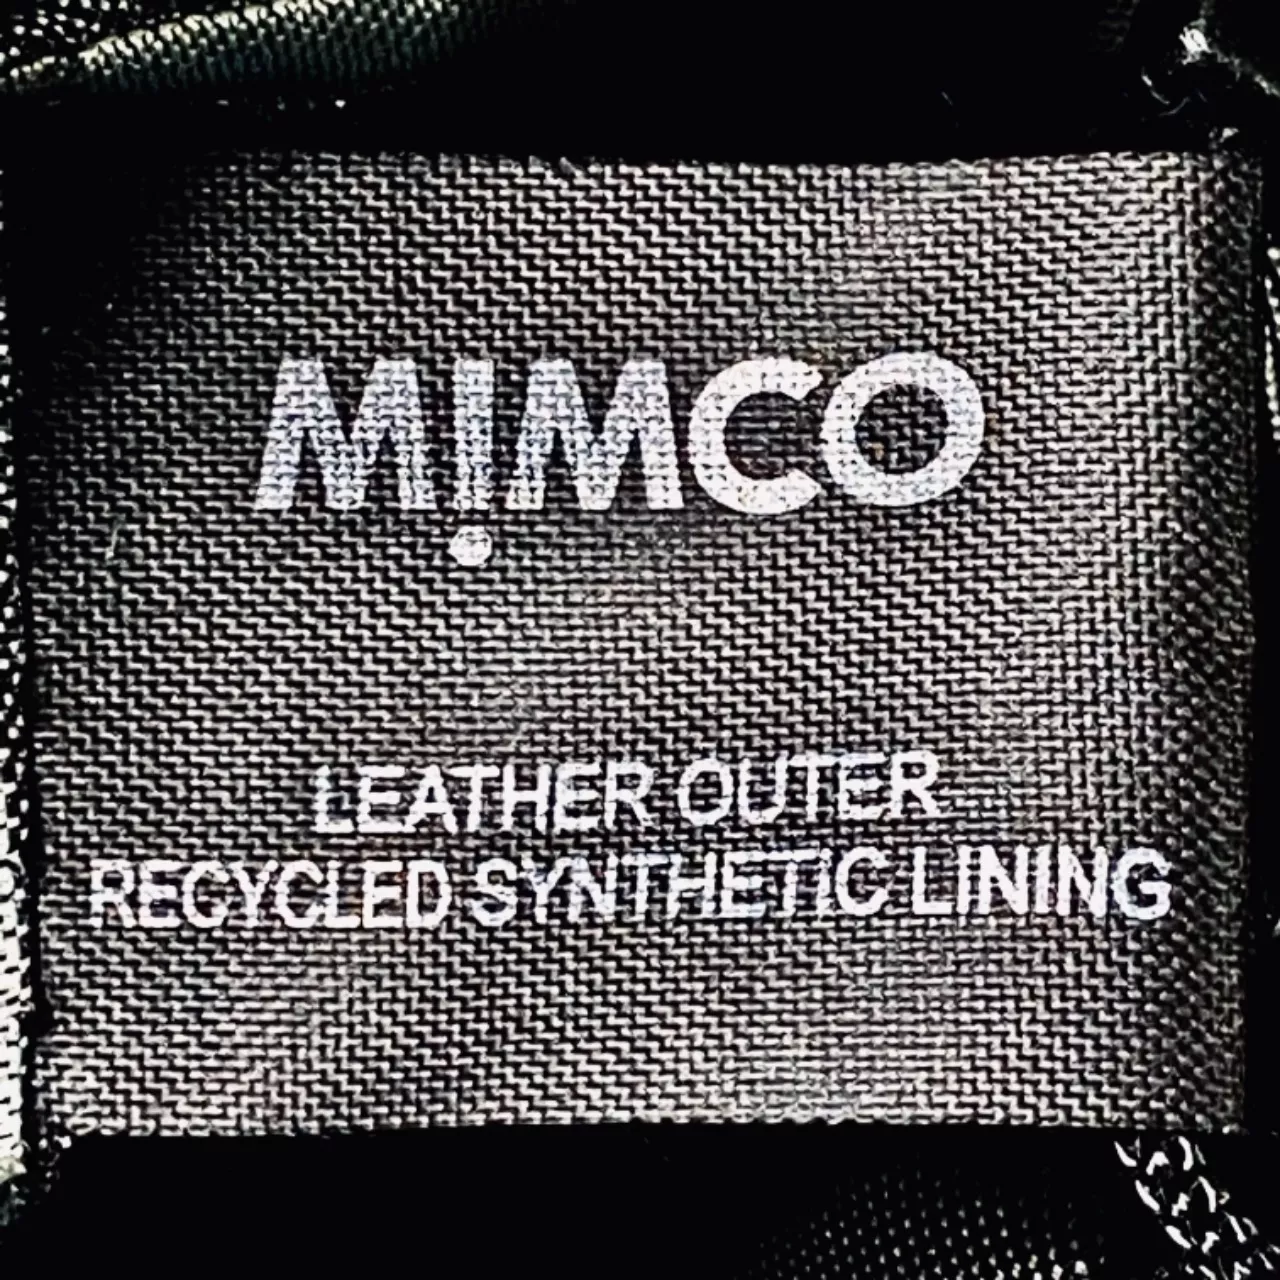 MIMCO
LEATHER OUTER
RECYCLED SYNTHETIC LINING